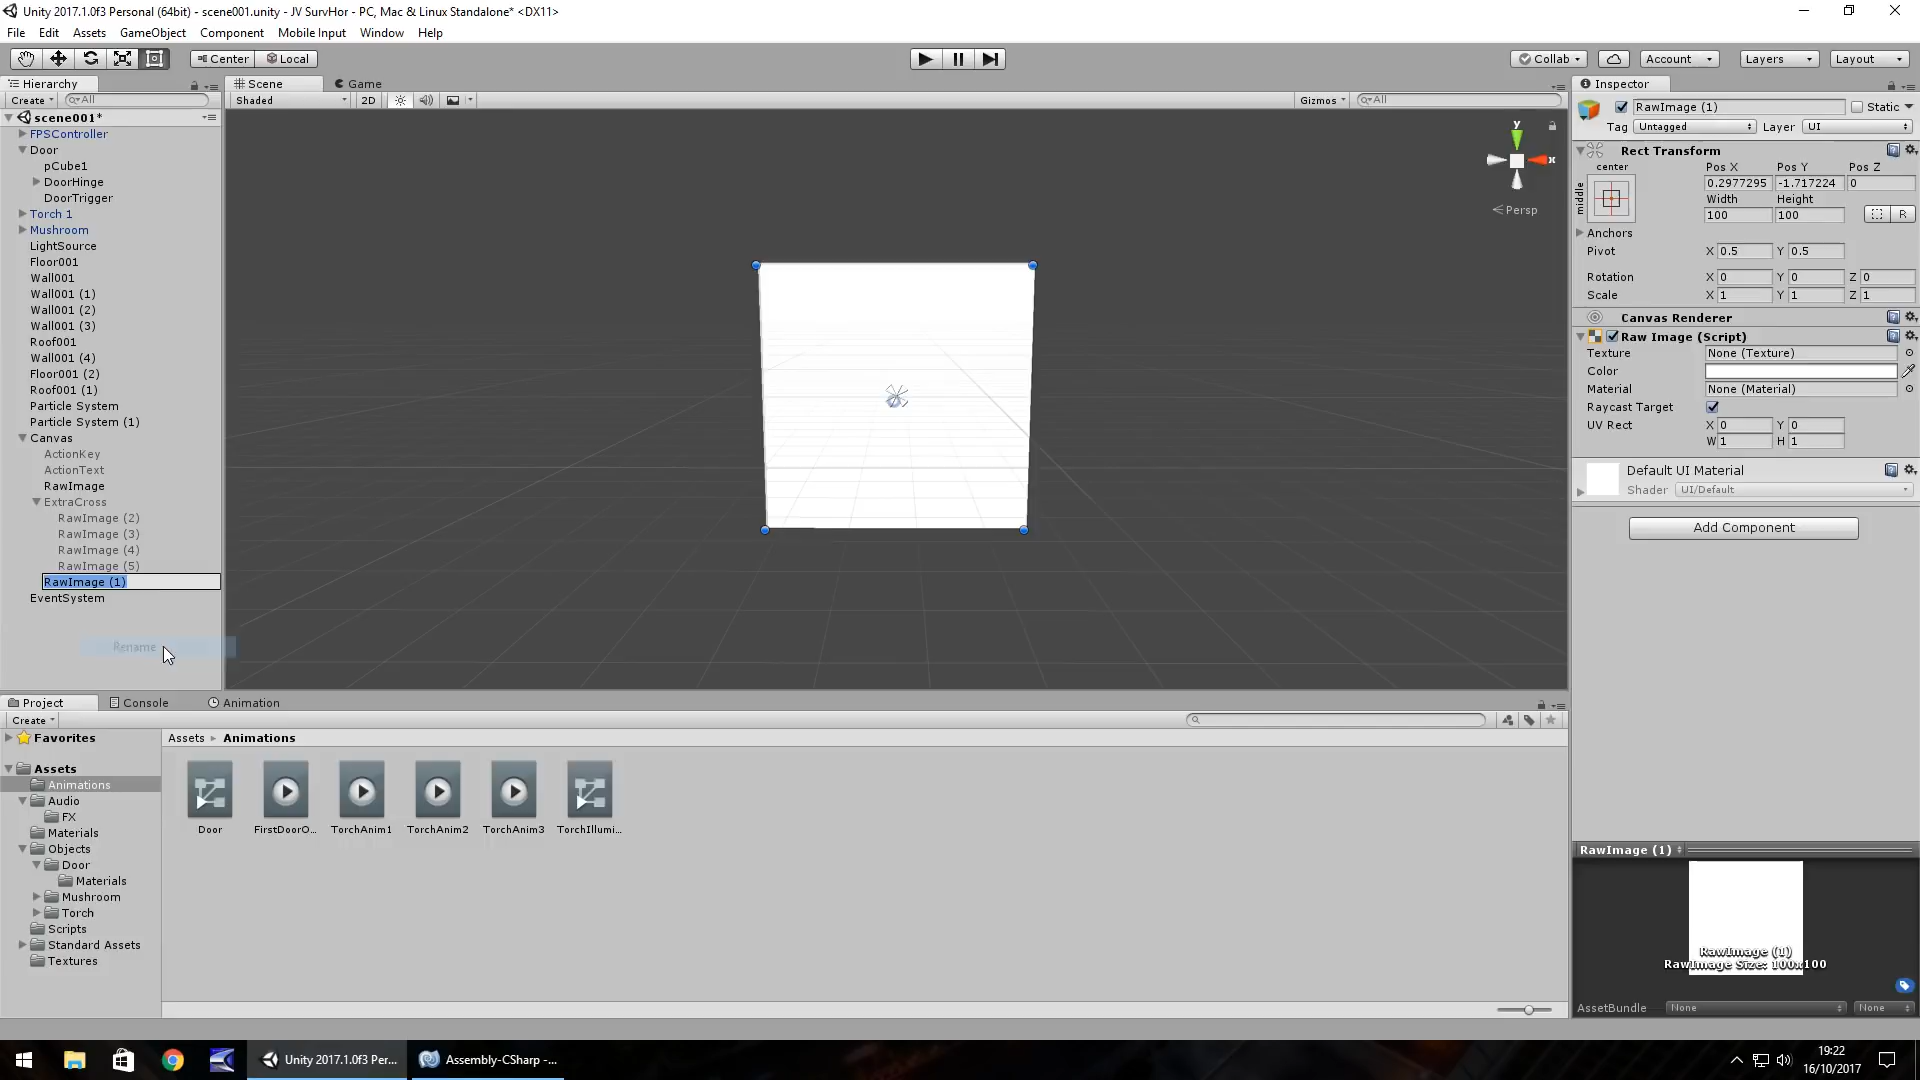 Unity 2017.1.0f3 Personal (64bit) - scene001.unity - JV SurvHor - PC, Mac & Linux Standalone* <DX11>
File Edit Assets GameObject Component Mobile Input Window Help
Center Local Collab Account Layers Layout
Hierarchy Scene Game Inspector
Create All Shaded 2D Gizmos All
RawImage (1) Static
scene001*
Tag Untagged Layer UI
FPSController
Door
pCube1
DoorHinge
DoorTrigger
Torch 1
Mushroom
LightSource
Floor001
Wall001
Wall001 (1)
Wall001 (2)
Wall001 (3)
Roof001
Wall001 (4)
Floor001 (2)
Roof001 (1)
Particle System
Particle System (1)
Canvas
ActionKey
ActionText
RawImage
ExtraCross
RawImage (2)
RawImage (3)
RawImage (4)
RawImage (5)
RawImage (1)
EventSystem
Rename
y
x
Persp
Rect Transform
center Pos X Pos Y Pos Z
middle 0.2977295 -1.717224 0
Width Height
100 100 R
Anchors
Pivot X 0.5 Y 0.5
Rotation X 0 Y 0 Z 0
Scale X 1 Y 1 Z 1
Canvas Renderer
Raw Image (Script)
Texture None (Texture)
Color
Material None (Material)
Raycast Target
UV Rect X 0 Y 0
W 1 H 1
Default UI Material
Shader UI/Default
Add Component
Project Console Animation
Create
Favorites
Assets
Animations
Audio
FX
Materials
Objects
Door
Materials
Mushroom
Torch
Scripts
Standard Assets
Textures
Assets Animations
Door FirstDoorO... TorchAnim1 TorchAnim2 TorchAnim3 TorchIllumi...
RawImage (1)
RawImage (1)
RawImage Size: 100x100
AssetBundle None None
Unity 2017.1.0f3 Per... Assembly-CSharp -...
19:22
16/10/2017